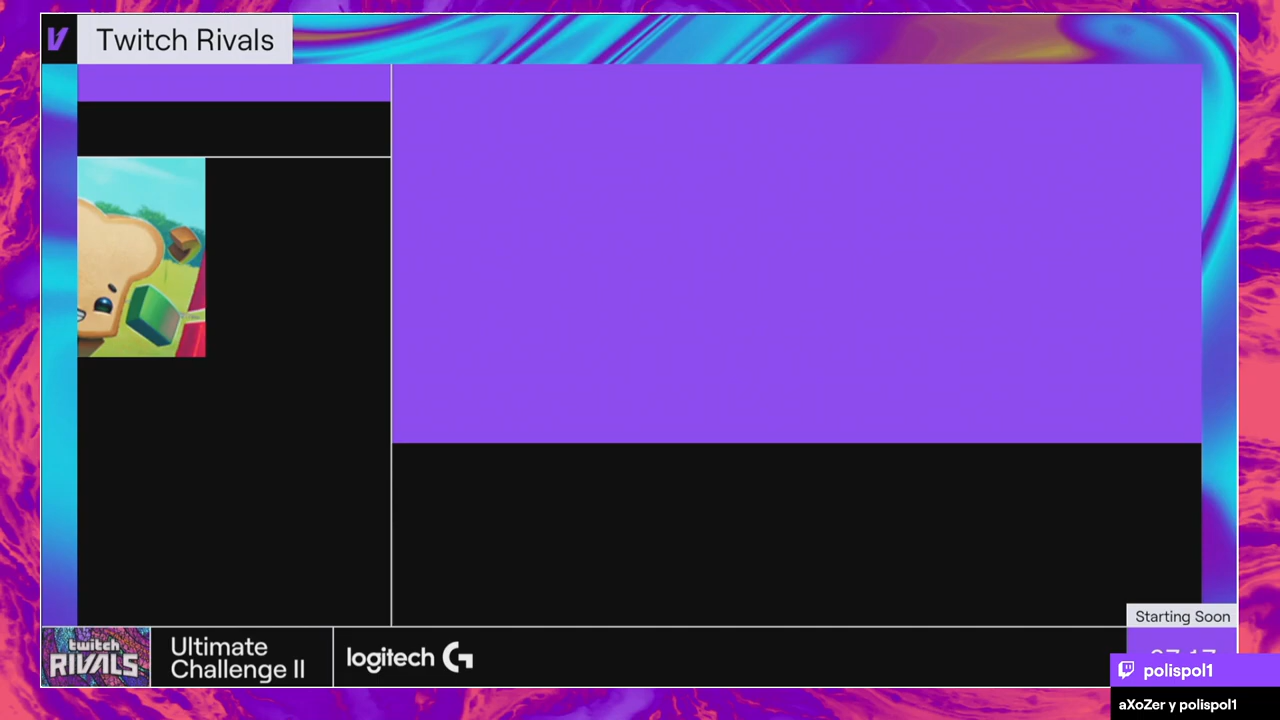 Twitch Rivals
Starting Soon
twitch
RIVALS
Ultimate
Challenge II
logitech G
polispol1
aXoZer y polispol1